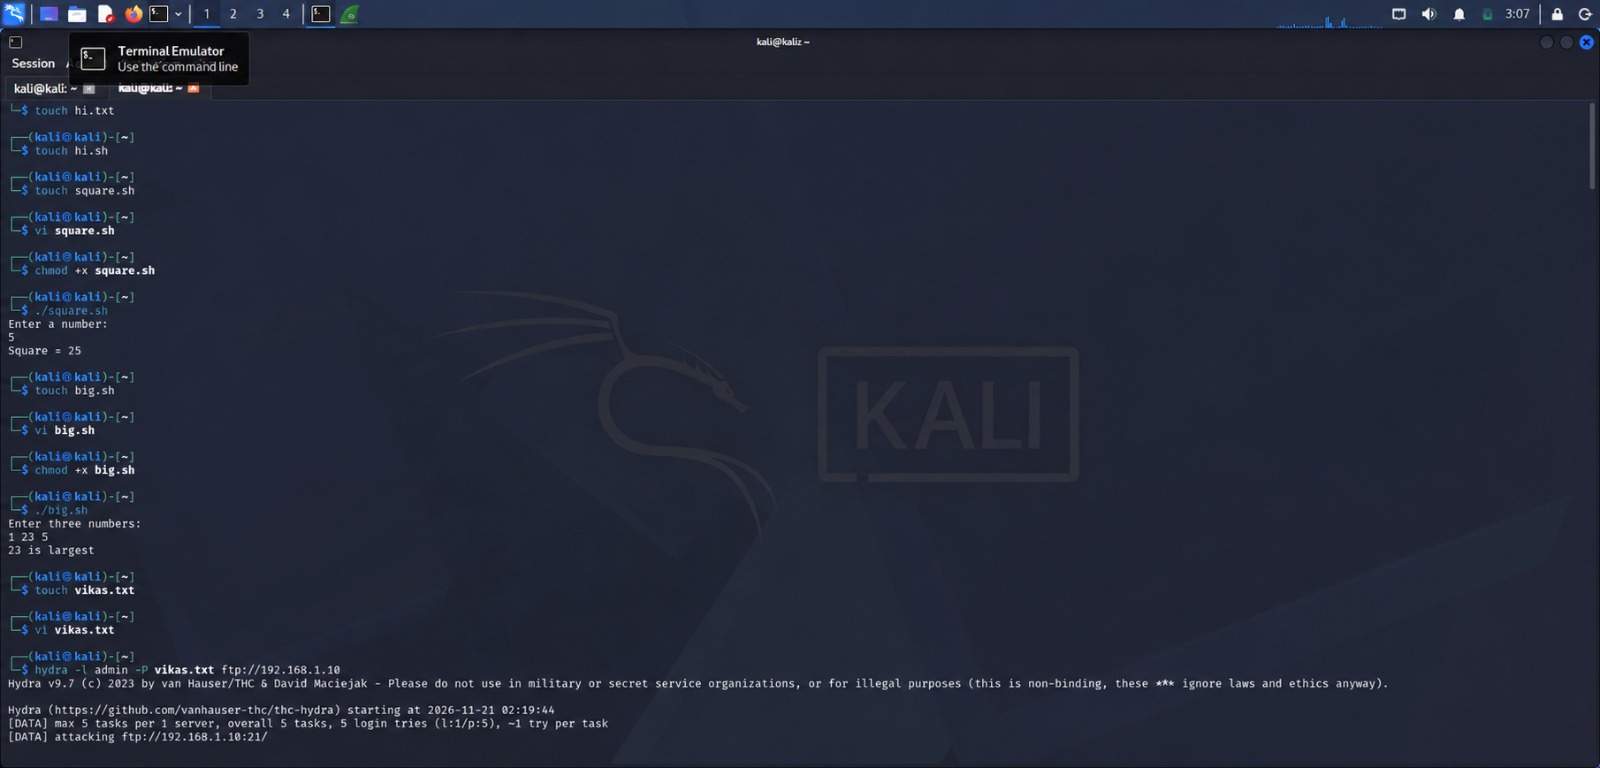 1 2 3 4 3:07
kali@kaliz ~
Terminal Emulator
Use the command line
Session
kali@kali: ~ kali@kali: ~
└─$ touch hi.txt
┌──(kali@kali)-[~]
└─$ touch hi.sh
┌──(kali@kali)-[~]
└─$ touch square.sh
┌──(kali@kali)-[~]
└─$ vi square.sh
┌──(kali@kali)-[~]
└─$ chmod +x square.sh
┌──(kali@kali)-[~]
└─$ ./square.sh
Enter a number:
5
Square = 25
┌──(kali@kali)-[~]
└─$ touch big.sh
┌──(kali@kali)-[~]
└─$ vi big.sh
┌──(kali@kali)-[~]
└─$ chmod +x big.sh
┌──(kali@kali)-[~]
└─$ ./big.sh
Enter three numbers:
1 23 5
23 is largest
┌──(kali@kali)-[~]
└─$ touch vikas.txt
┌──(kali@kali)-[~]
└─$ vi vikas.txt
┌──(kali@kali)-[~]
└─$ hydra -l admin -P vikas.txt ftp://192.168.1.10
Hydra v9.7 (c) 2023 by van Hauser/THC & David Maciejak - Please do not use in military or secret service organizations, or for illegal purposes (this is non-binding, these *** ignore laws and ethics anyway).
Hydra (https://github.com/vanhauser-thc/thc-hydra) starting at 2026-11-21 02:19:44
[DATA] max 5 tasks per 1 server, overall 5 tasks, 5 login tries (l:1/p:5), ~1 try per task
[DATA] attacking ftp://192.168.1.10:21/
KALI